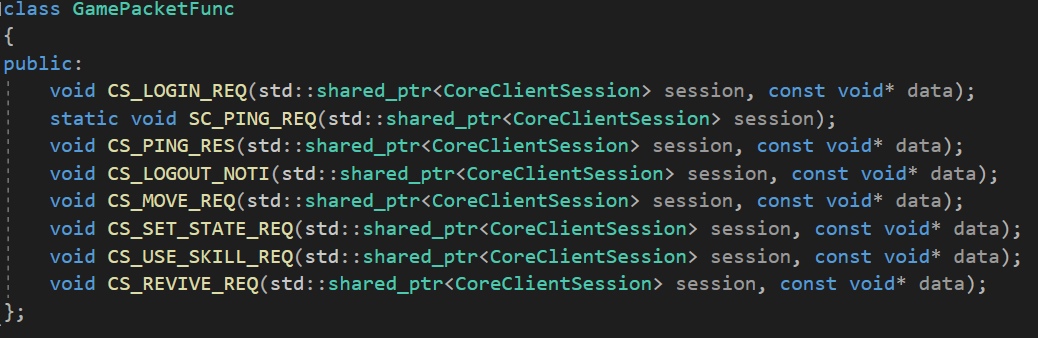 class GamePacketFunc
{
public:
    void CS_LOGIN_REQ(std::shared_ptr<CoreClientSession> session, const void* data);
    static void SC_PING_REQ(std::shared_ptr<CoreClientSession> session);
    void CS_PING_RES(std::shared_ptr<CoreClientSession> session, const void* data);
    void CS_LOGOUT_NOTI(std::shared_ptr<CoreClientSession> session, const void* data);
    void CS_MOVE_REQ(std::shared_ptr<CoreClientSession> session, const void* data);
    void CS_SET_STATE_REQ(std::shared_ptr<CoreClientSession> session, const void* data);
    void CS_USE_SKILL_REQ(std::shared_ptr<CoreClientSession> session, const void* data);
    void CS_REVIVE_REQ(std::shared_ptr<CoreClientSession> session, const void* data);
};